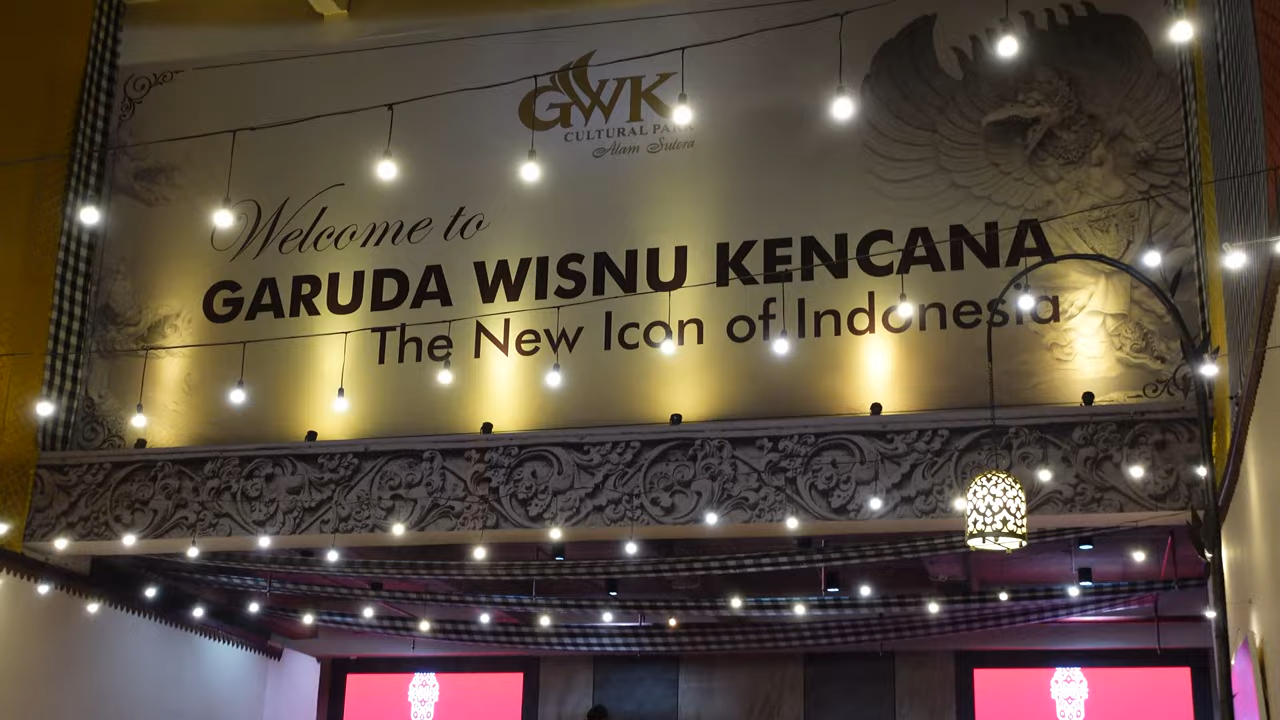 GWK
CULTURAL PARK
Alam Sutera
Welcome to
GARUDA WISNU KENCANA
The New Icon of Indonesia